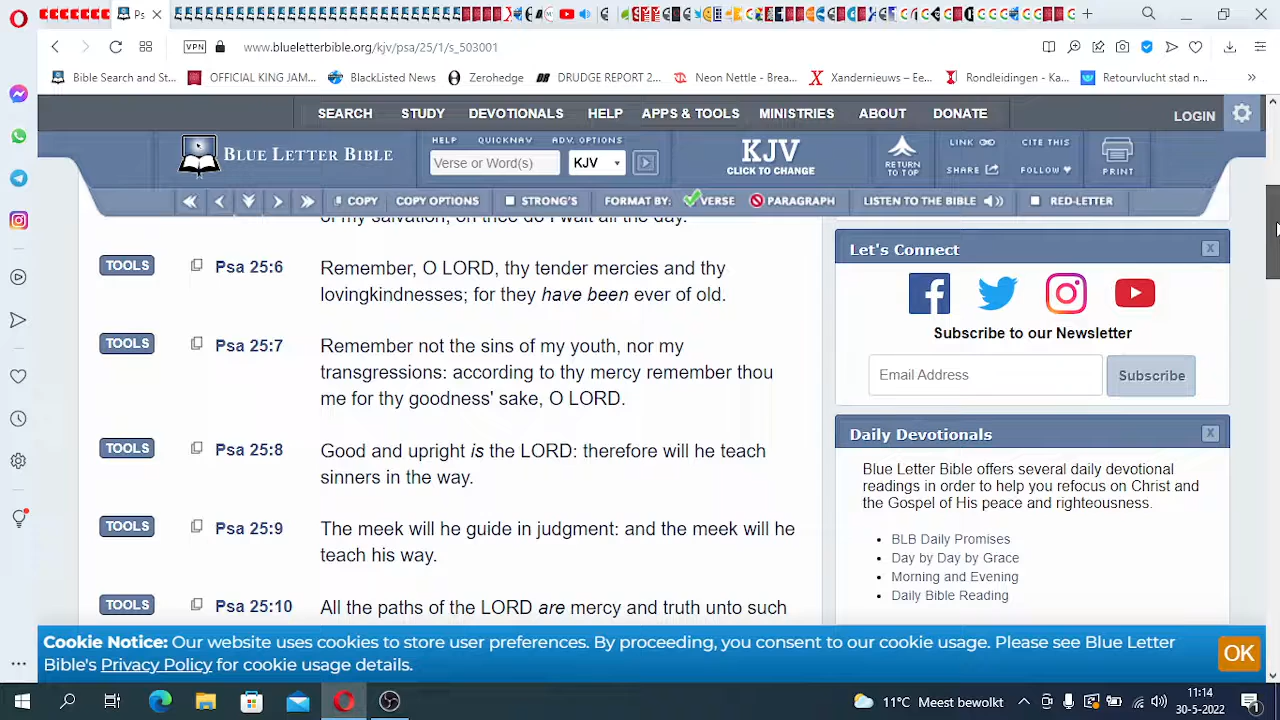 Ps
www.blueletterbible.org/kjv/psa/25/1/s_503001
VPN
Bible Search and St...
OFFICIAL KING JAM...
BlackListed News
Zerohedge
DRUDGE REPORT 2...
Neon Nettle - Brea...
Xandernieuws – Ee...
Rondleidingen - Ka...
Retourvlucht stad n...
SEARCH STUDY DEVOTIONALS HELP APPS & TOOLS MINISTRIES ABOUT DONATE
LOGIN
BLUE LETTER BIBLE
HELP QUICKNAV ADV. OPTIONS
Verse or Word(s)
KJV
KJV
CLICK TO CHANGE
RETURN
TO TOP
LINK
CITE THIS
SHARE
FOLLOW
PRINT
COPY COPY OPTIONS STRONG'S FORMAT BY: VERSE PARAGRAPH LISTEN TO THE BIBLE RED-LETTER
of my salvation; on thee do I wait all the day.
TOOLS Psa 25:6 Remember, O LORD, thy tender mercies and thy
lovingkindnesses; for they have been ever of old.
TOOLS Psa 25:7 Remember not the sins of my youth, nor my
transgressions: according to thy mercy remember thou
me for thy goodness' sake, O LORD.
TOOLS Psa 25:8 Good and upright is the LORD: therefore will he teach
sinners in the way.
TOOLS Psa 25:9 The meek will he guide in judgment: and the meek will he
teach his way.
TOOLS Psa 25:10 All the paths of the LORD are mercy and truth unto such
Let's Connect
Subscribe to our Newsletter
Email Address
Subscribe
Daily Devotionals
Blue Letter Bible offers several daily devotional
readings in order to help you refocus on Christ and
the Gospel of His peace and righteousness.
BLB Daily Promises
Day by Day by Grace
Morning and Evening
Daily Bible Reading
Cookie Notice: Our website uses cookies to store user preferences. By proceeding, you consent to our cookie usage. Please see Blue Letter
Bible's Privacy Policy for cookie usage details.
OK
11°C Meest bewolkt
11:14
30-5-2022